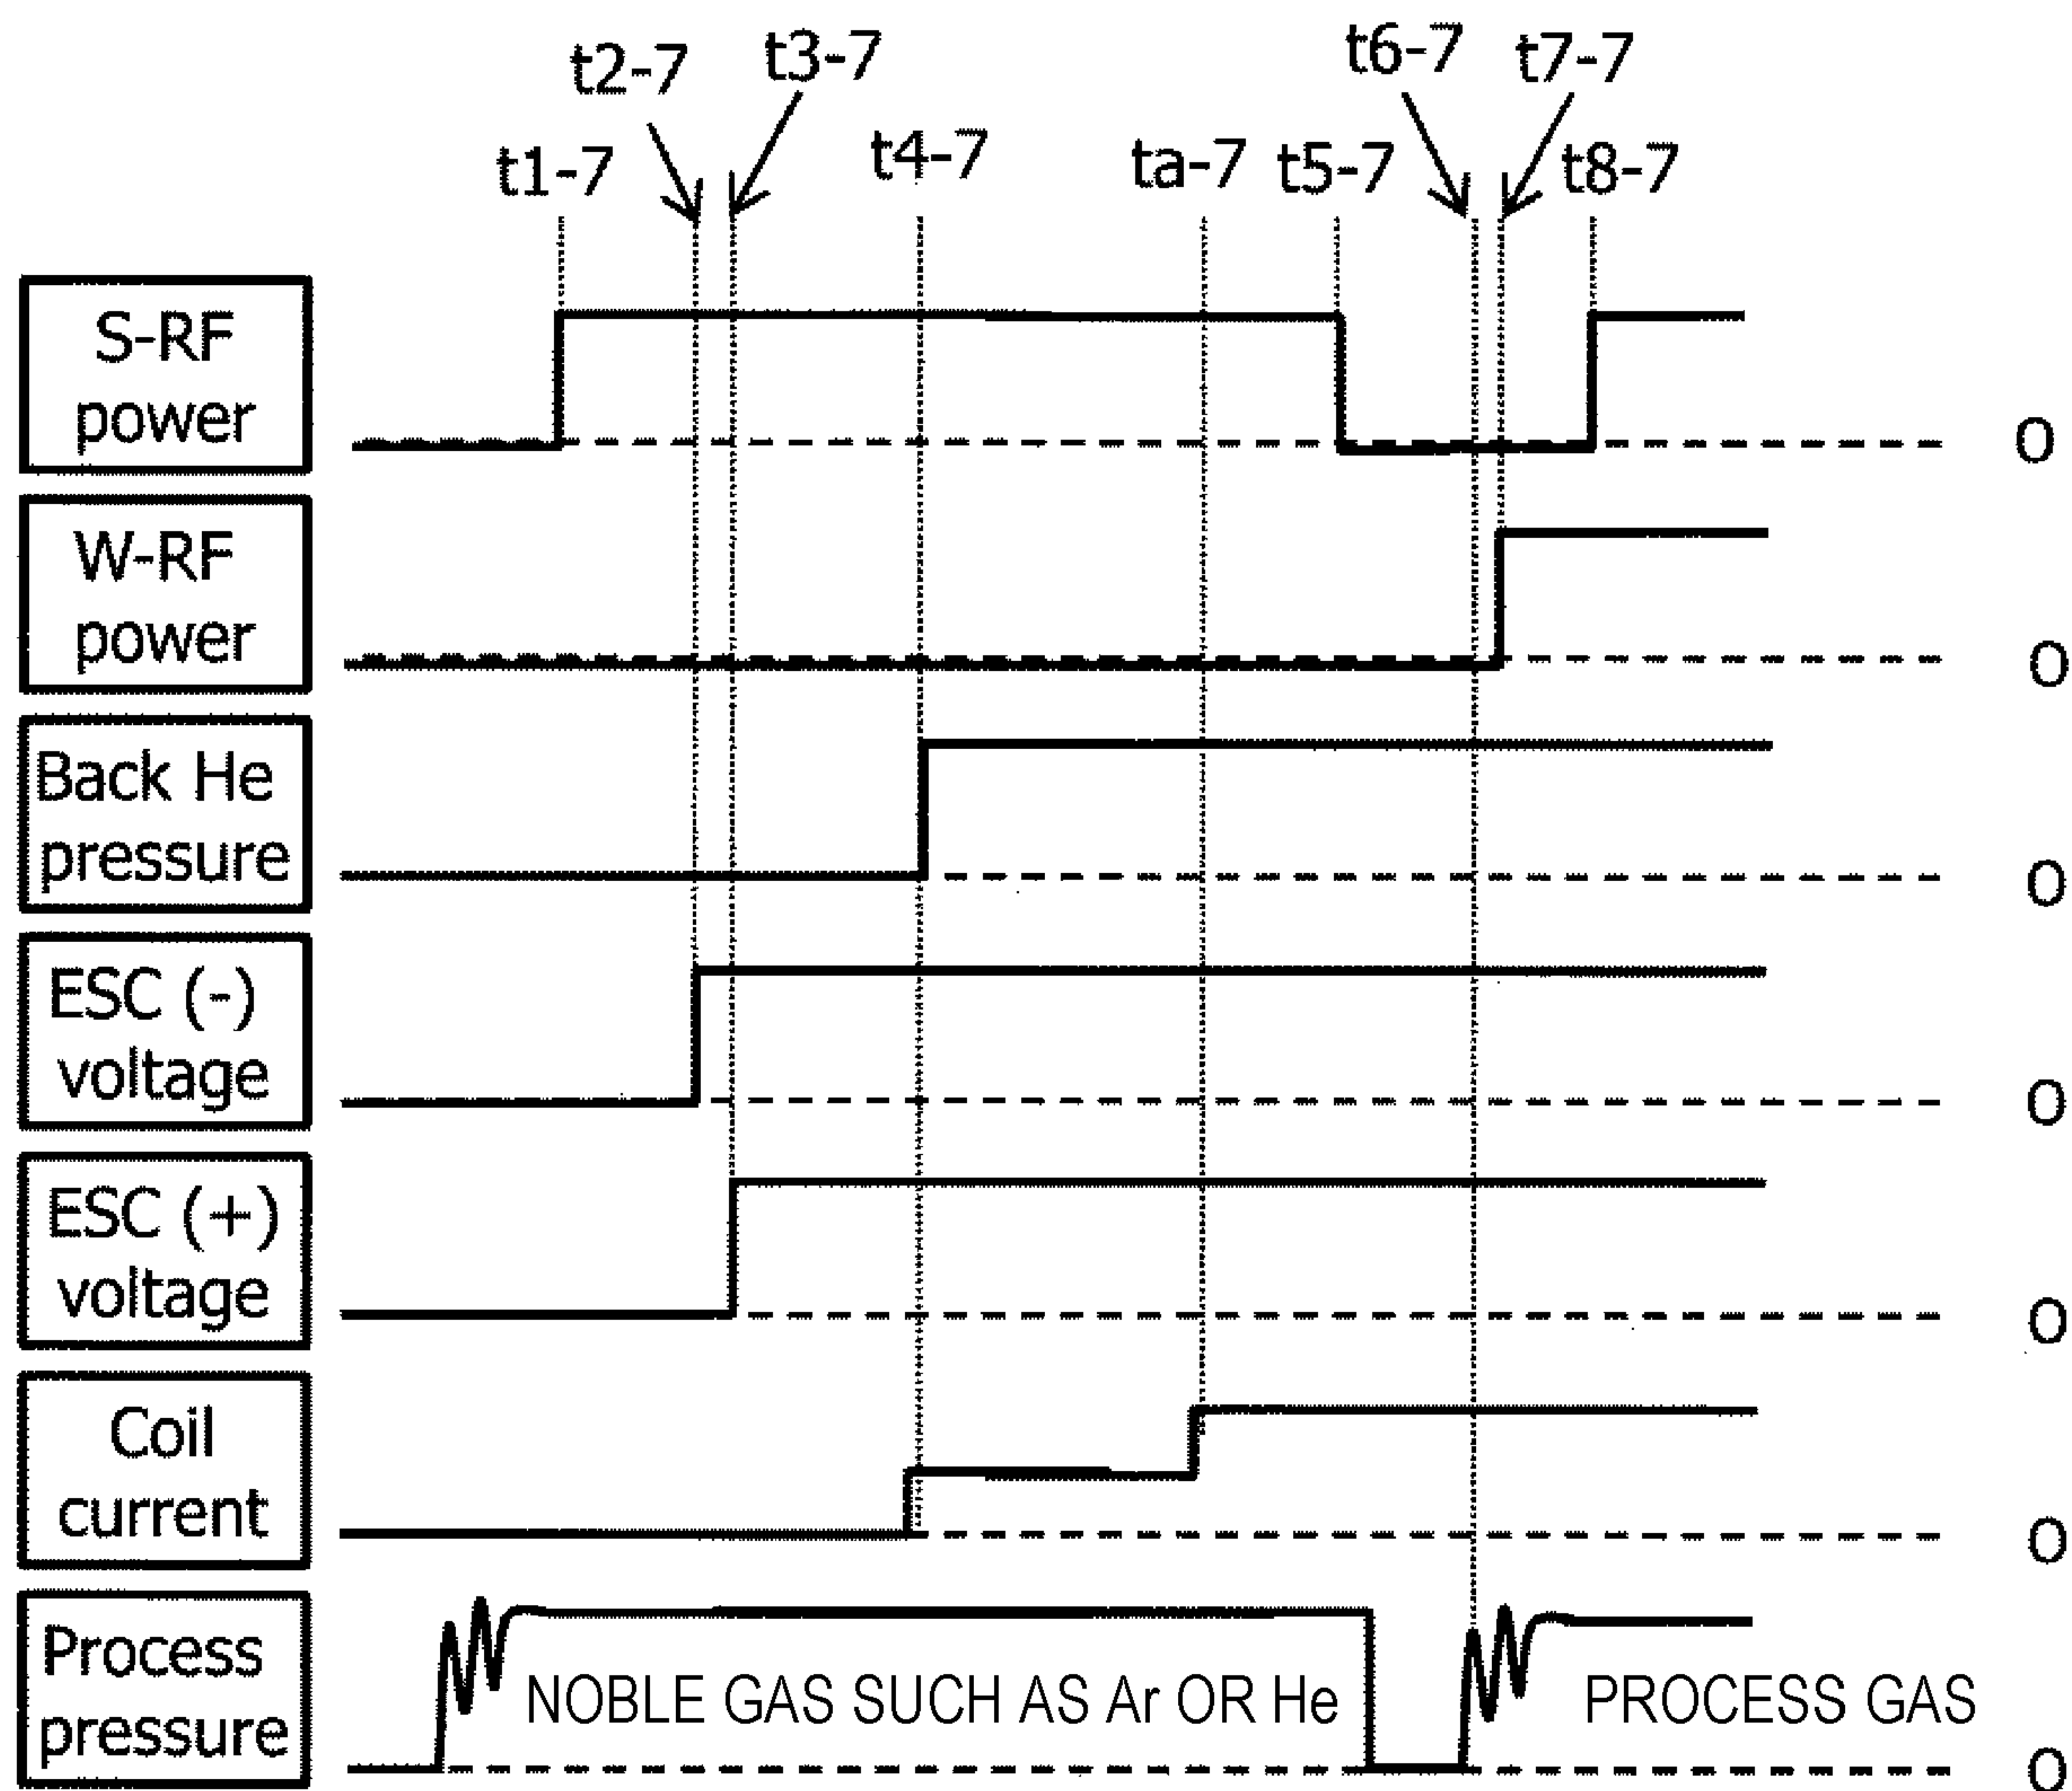 t2-7 t3-7 t6-7 t7-7
t1-7 t4-7 ta-7 t5-7 t8-7
S-RF
power
0
W-RF
power
0
Back He
pressure
0
ESC (-)
voltage
0
ESC (+)
voltage
0
Coil
current
0
Process
pressure
NOBLE GAS SUCH AS Ar OR He
PROCESS GAS
0